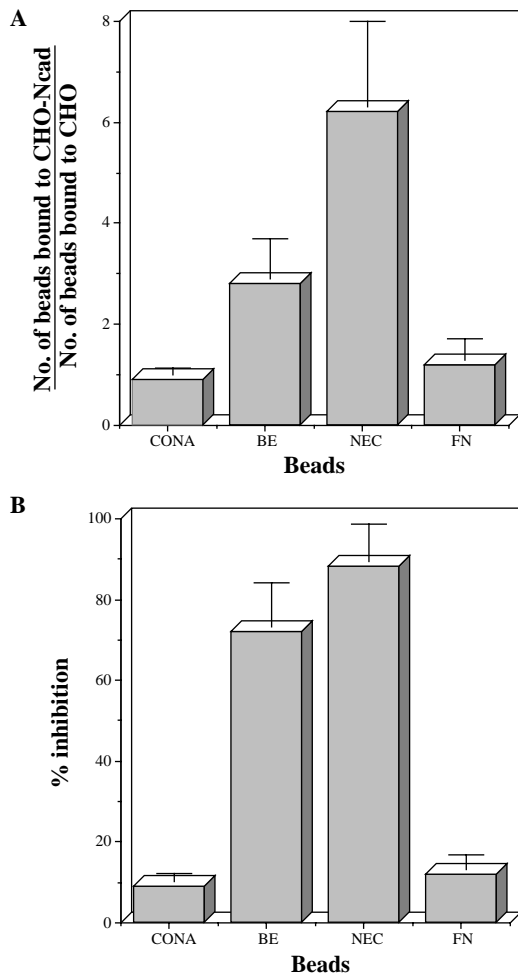 A
No. of beads bound to CHO-Ncad
No. of beads bound to CHO
8
6
4
2
0
CONA BE NEC FN
Beads
B
% inhibition
100
80
60
40
20
0
CONA BE NEC FN
Beads